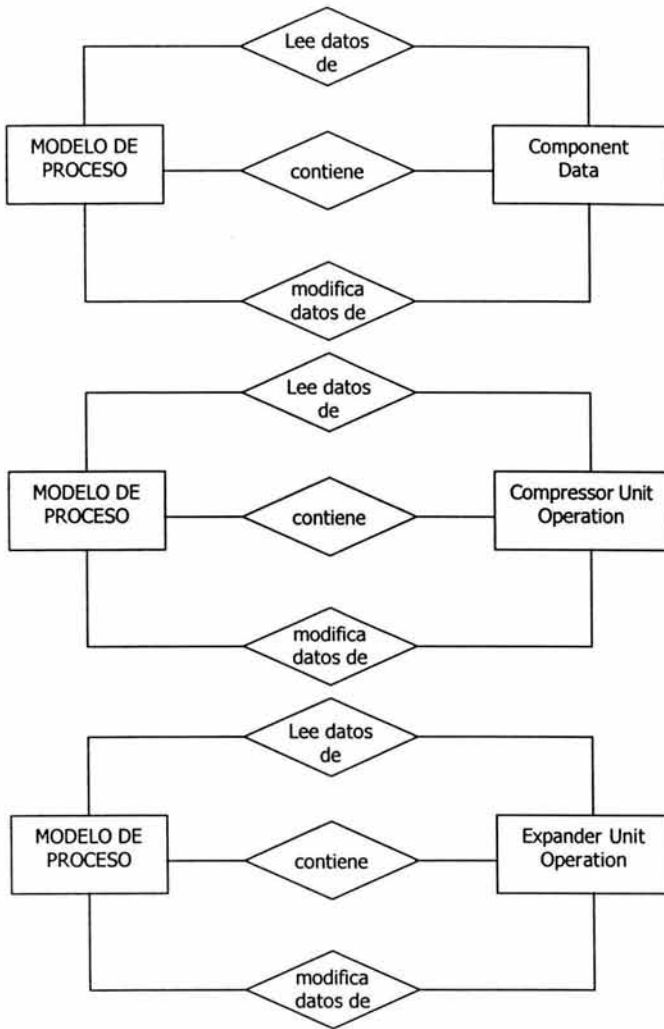 Lee datos
de
MODELO DE
PROCESO
contiene
Component
Data
modifica
datos de
Lee datos
de
MODELO DE
PROCESO
contiene
Compressor Unit
Operation
modifica
datos de
Lee datos
de
MODELO DE
PROCESO
contiene
Expander Unit
Operation
modifica
datos de